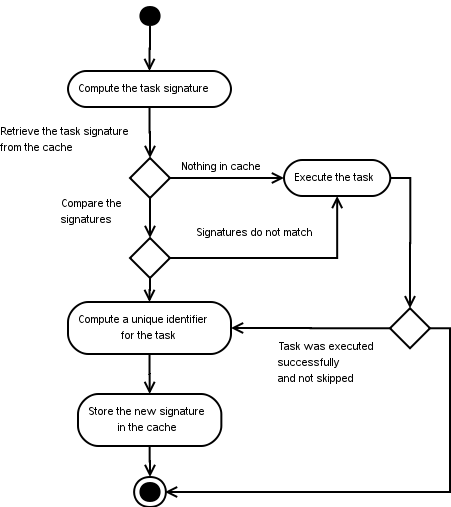 Compute the task signature
Retrieve the task signature
from the cache
Nothing in cache
Execute the task
Compare the
signatures
Signatures do not match
Compute a unique identifier
for the task
Task was executed
successfully
and not skipped
Store the new signature
in the cache